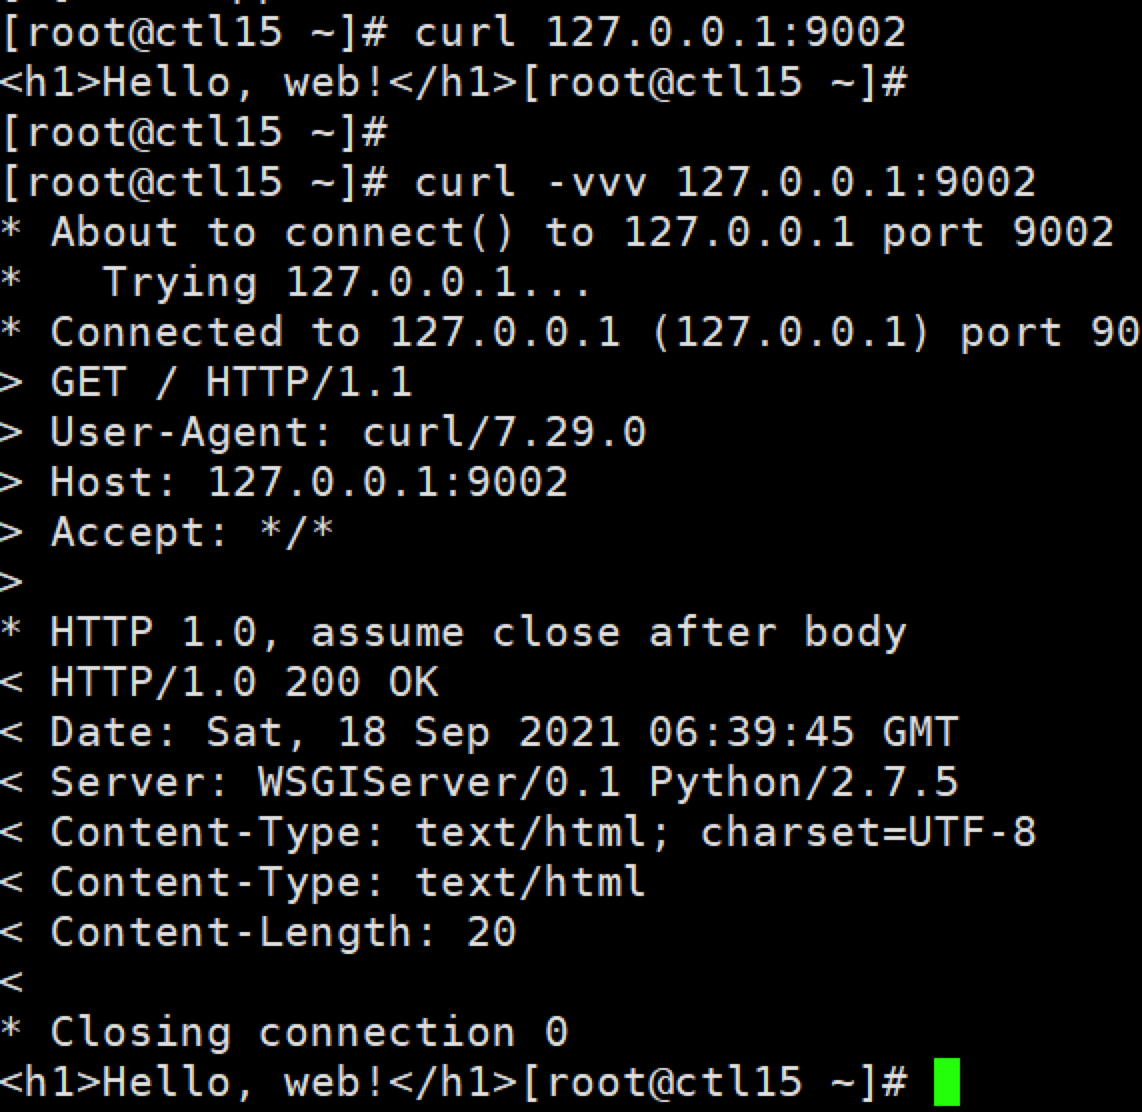 [root@ctl15 ~]# curl 127.0.0.1:9002
<h1>Hello, web!</h1>[root@ctl15 ~]#
[root@ctl15 ~]#
[root@ctl15 ~]# curl -vvv 127.0.0.1:9002
* About to connect() to 127.0.0.1 port 9002
*   Trying 127.0.0.1...
* Connected to 127.0.0.1 (127.0.0.1) port 90
> GET / HTTP/1.1
> User-Agent: curl/7.29.0
> Host: 127.0.0.1:9002
> Accept: */*
>
* HTTP 1.0, assume close after body
< HTTP/1.0 200 OK
< Date: Sat, 18 Sep 2021 06:39:45 GMT
< Server: WSGIServer/0.1 Python/2.7.5
< Content-Type: text/html; charset=UTF-8
< Content-Type: text/html
< Content-Length: 20
<
* Closing connection 0
<h1>Hello, web!</h1>[root@ctl15 ~]#